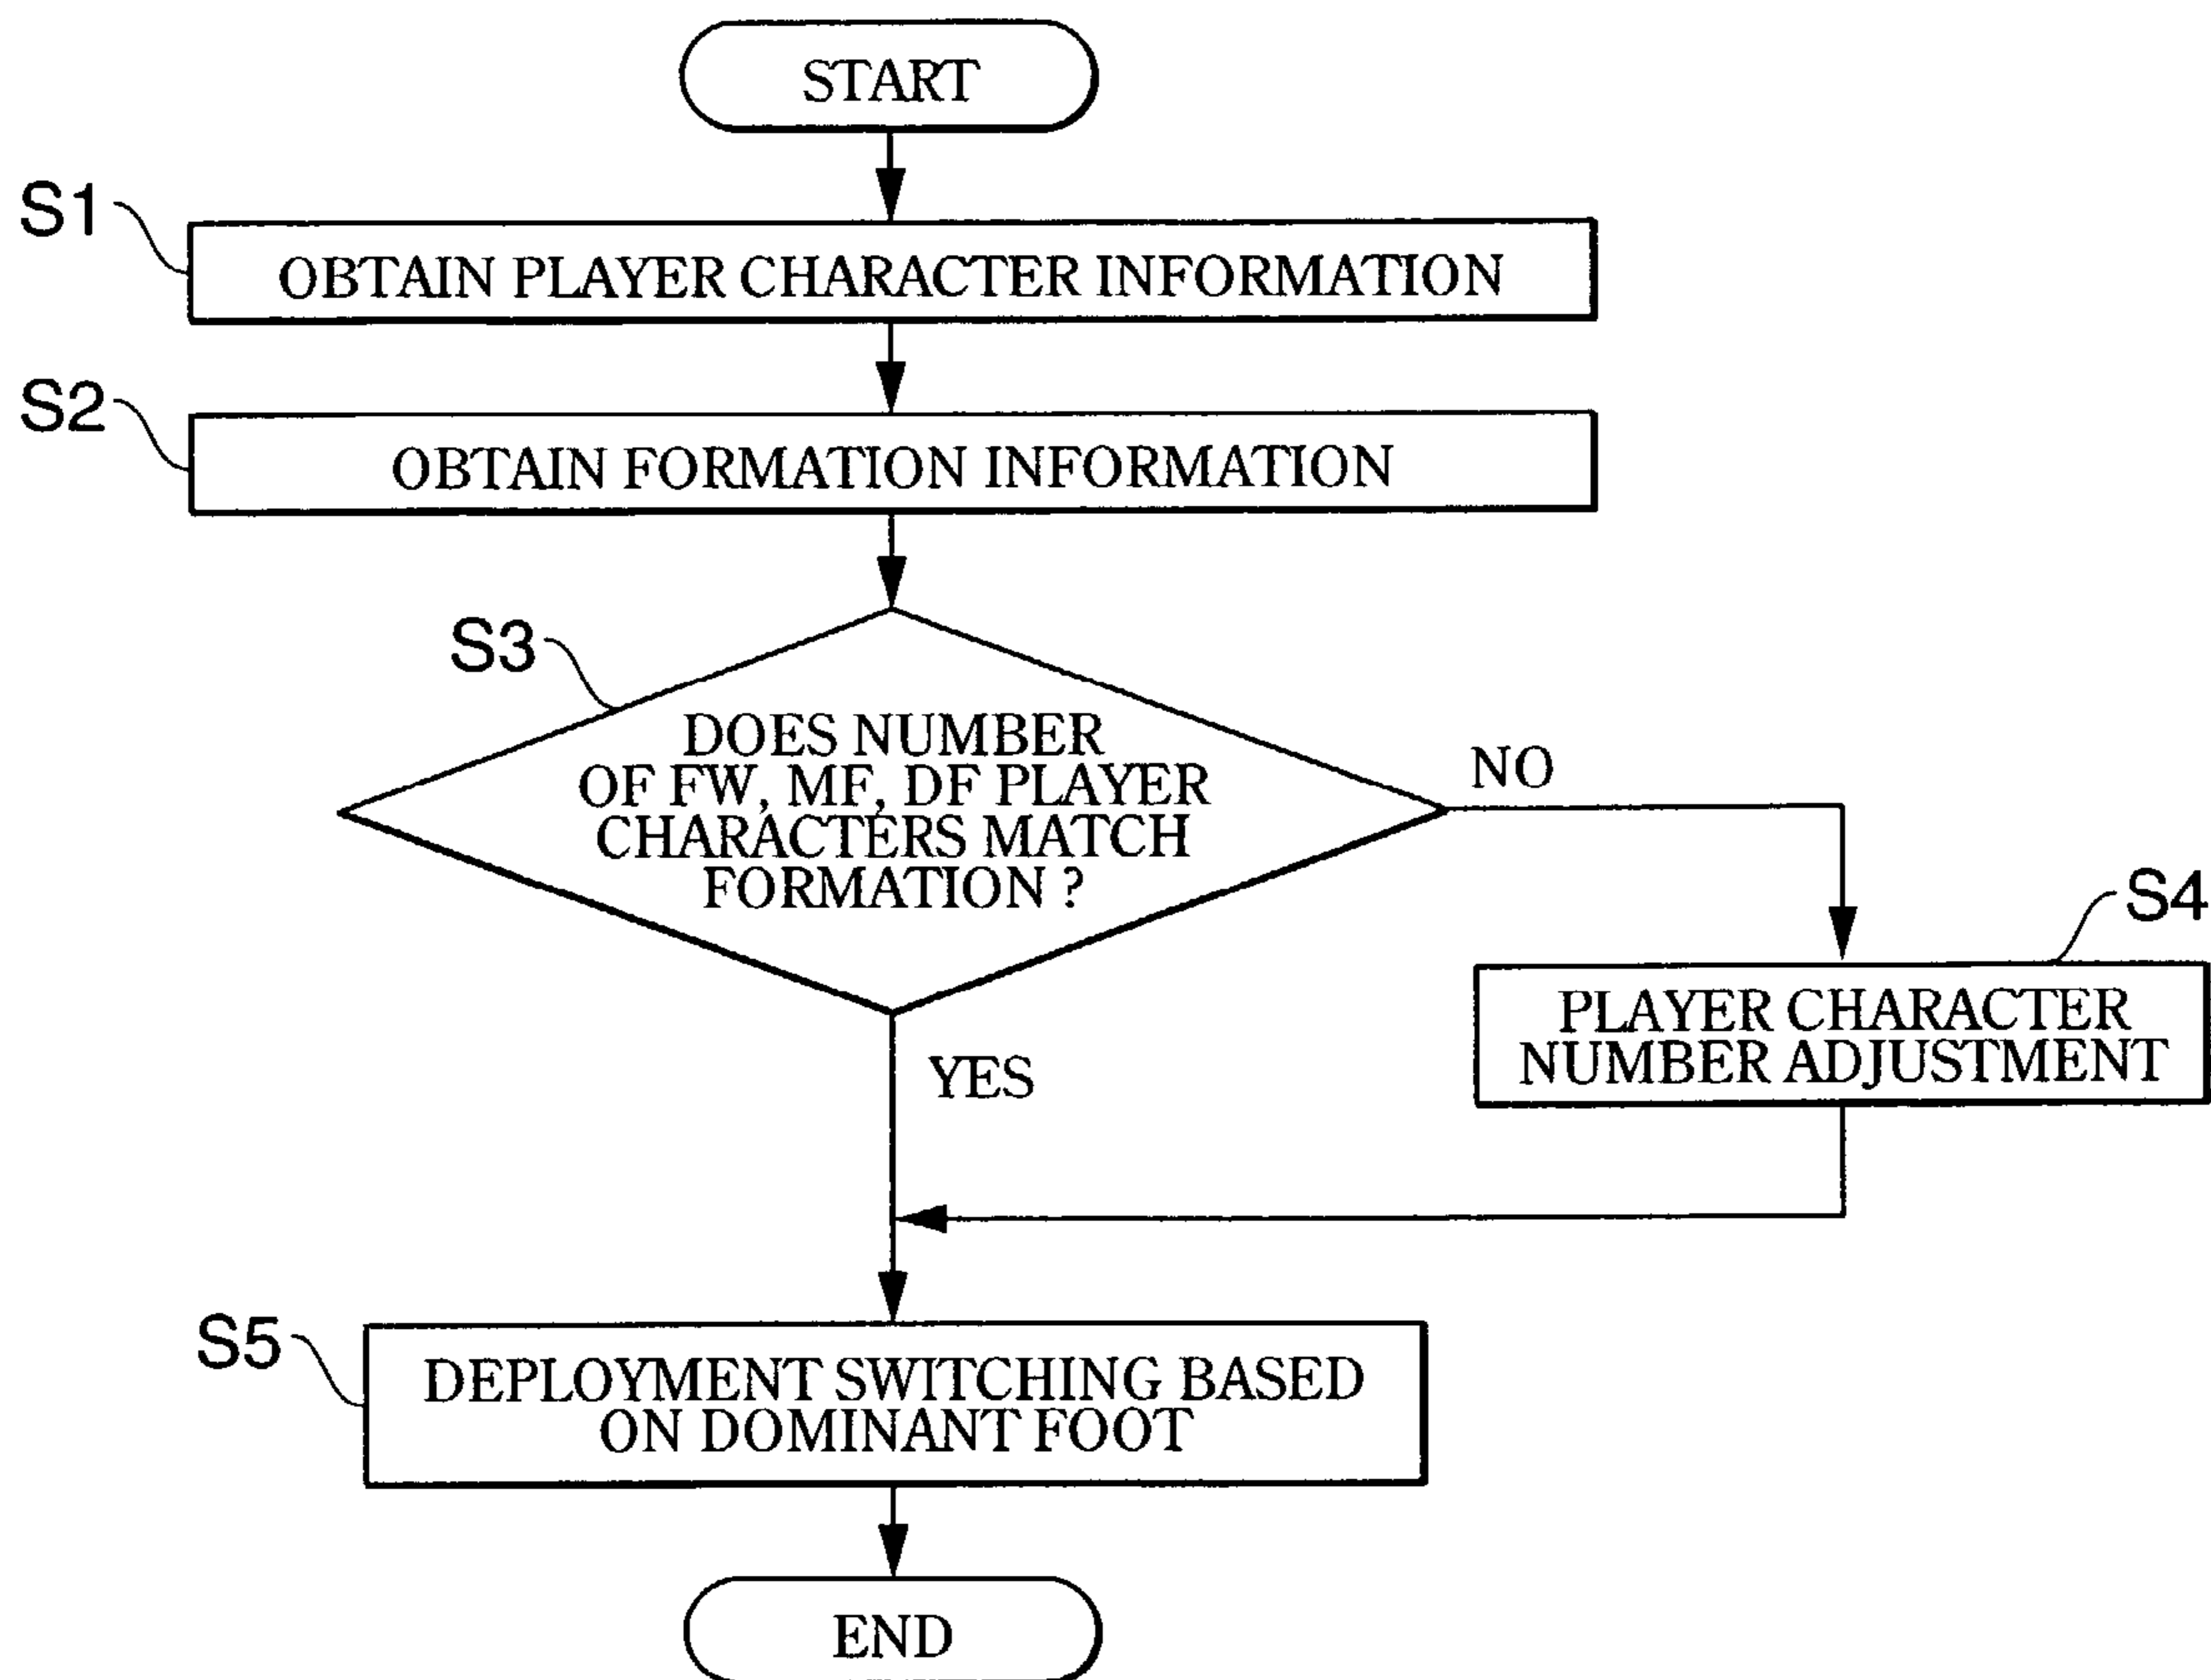 START
S1
OBTAIN PLAYER CHARACTER INFORMATION
S2
OBTAIN FORMATION INFORMATION
S3
DOES NUMBER
OF FW, MF, DF PLAYER
CHARACTERS MATCH
FORMATION ?
NO
S4
PLAYER CHARACTER
NUMBER ADJUSTMENT
YES
S5
DEPLOYMENT SWITCHING BASED
ON DOMINANT FOOT
END